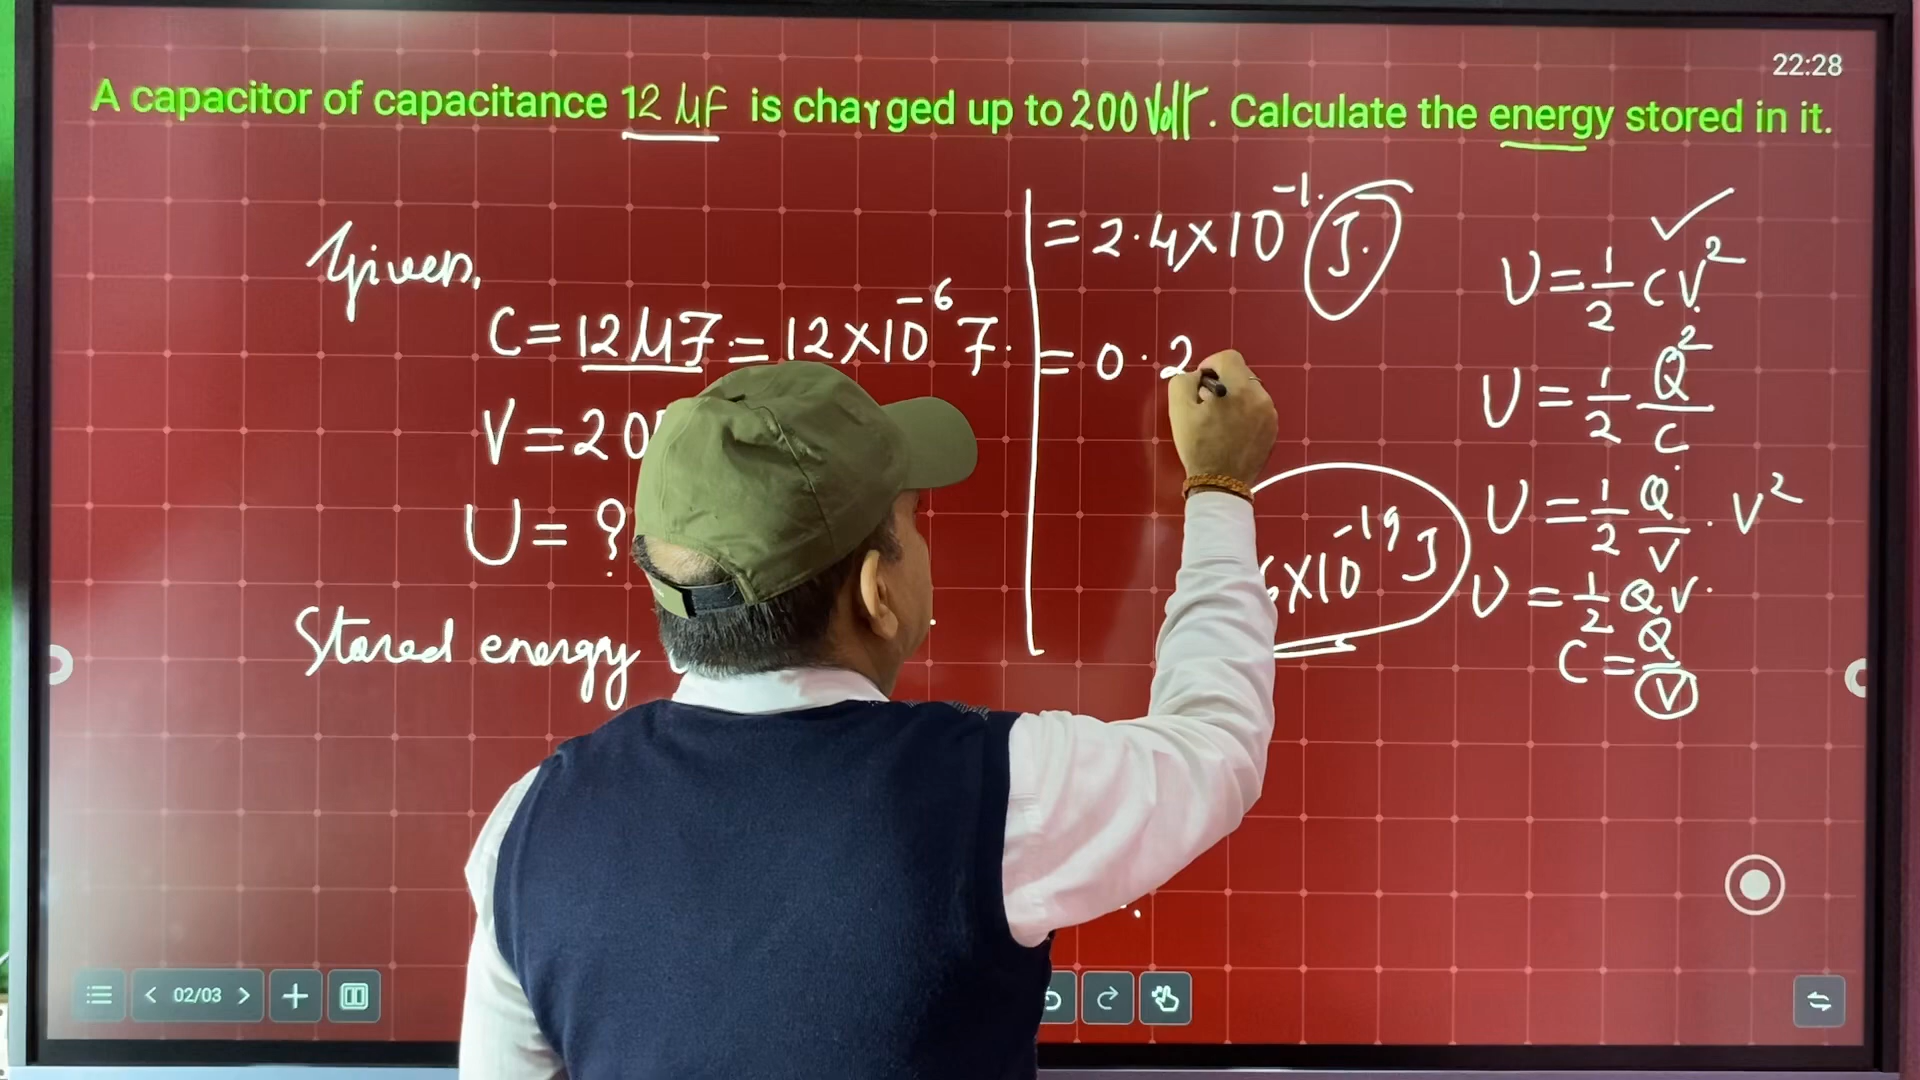 22:28
A capacitor of capacitance 12 μF is charged up to 200 Volt. Calculate the energy stored in it.
Given,
C = 12 μF = 12×10⁻⁶ F.
V = 20
U = ?
Stored energy
= 2.4×10⁻¹ J.
= 0.2
×10⁻¹⁹ J
U = 1/2 CV²
U = 1/2 Q²/C
U = 1/2 Q/V · V²
U = 1/2 QV.
C = Q/V
02/03